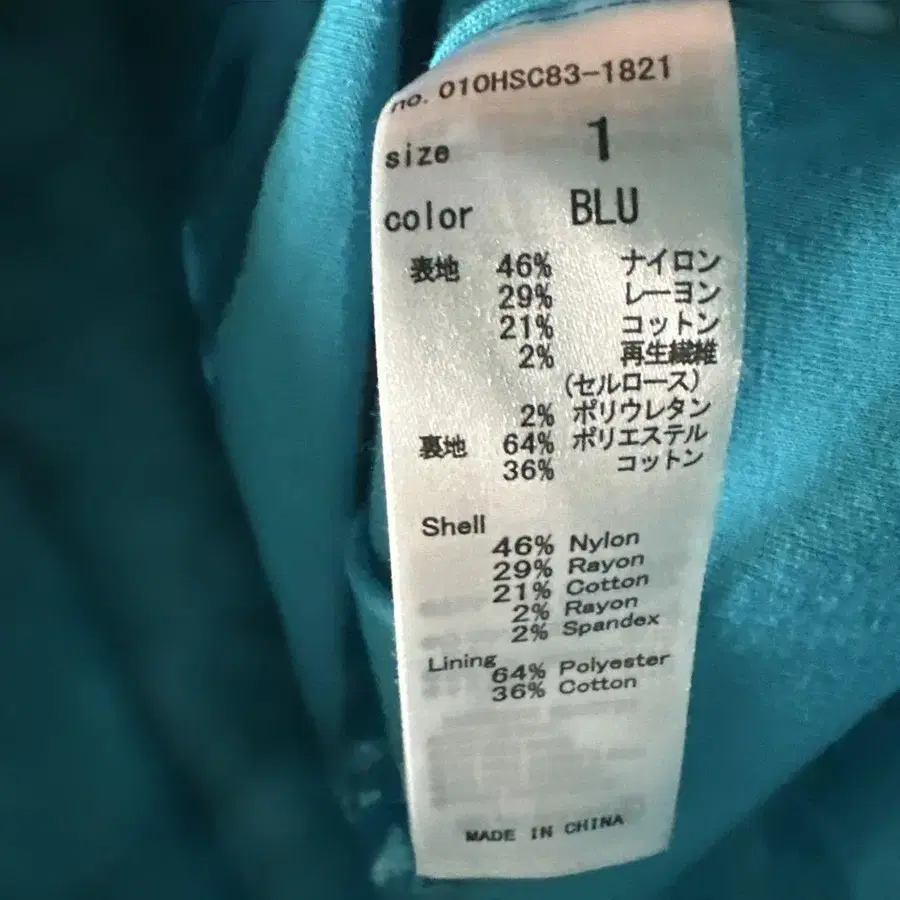 no. 010HSC83-1821
size 1
color BLU
表地 46% ナイロン
29% レーヨン
21% コットン
2% 再生繊維
(セルロース)
2% ポリウレタン
裏地 64% ポリエステル
36% コットン
Shell
46% Nylon
29% Rayon
21% Cotton
2% Rayon
2% Spandex
Lining
64% Polyester
36% Cotton
MADE IN CHINA